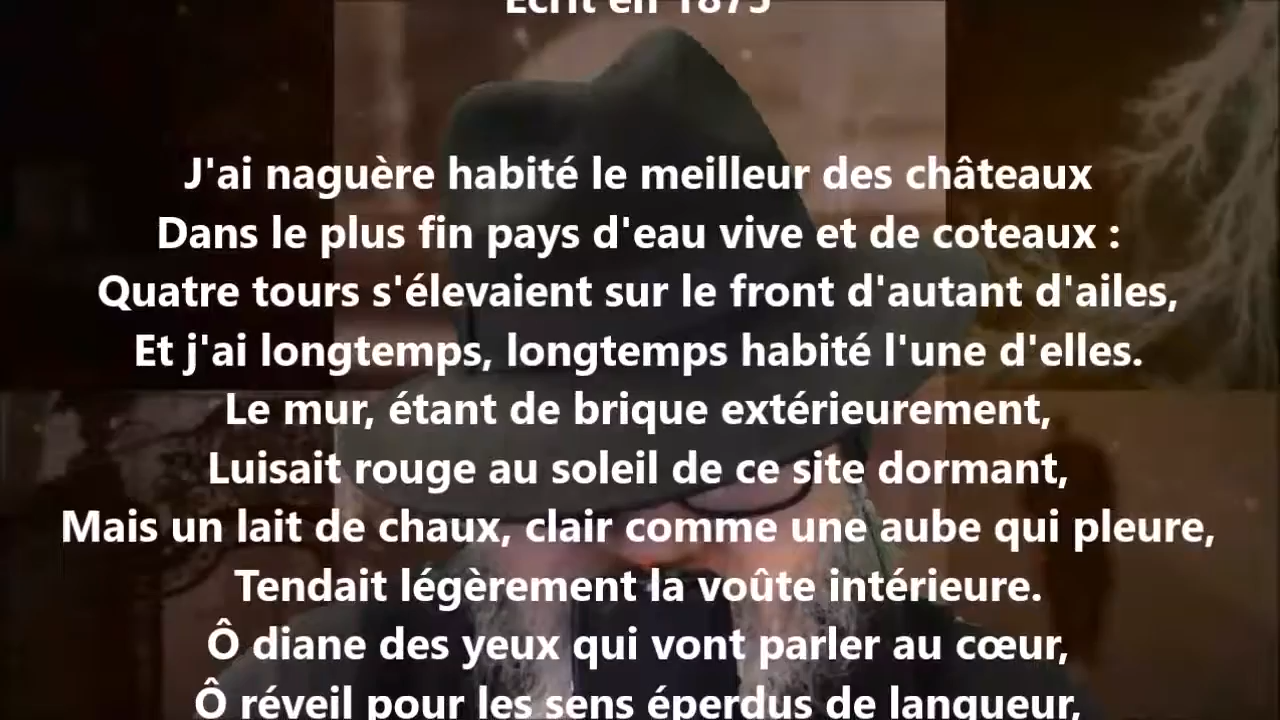 Écrit en 1875
J'ai naguère habité le meilleur des châteaux
Dans le plus fin pays d'eau vive et de coteaux :
Quatre tours s'élevaient sur le front d'autant d'ailes,
Et j'ai longtemps, longtemps habité l'une d'elles.
Le mur, étant de brique extérieurement,
Luisait rouge au soleil de ce site dormant,
Mais un lait de chaux, clair comme une aube qui pleure,
Tendait légèrement la voûte intérieure.
Ô diane des yeux qui vont parler au cœur,
Ô réveil pour les sens éperdus de langueur,